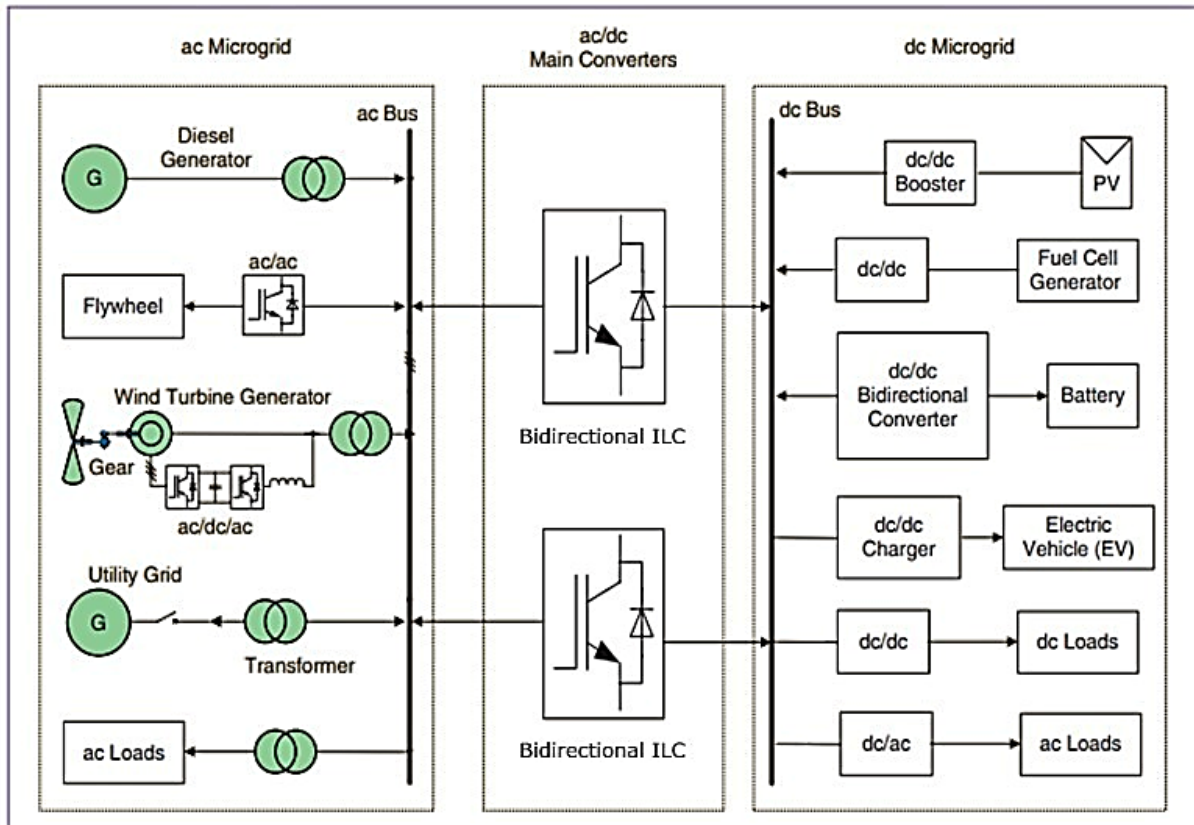 ac Microgrid
ac/dc
Main Converters
dc Microgrid
ac Bus
Diesel
Generator
G
ac/ac
Flywheel
Wind Turbine Generator
Gear
ac/dc/ac
Utility Grid
G
Transformer
ac Loads
Bidirectional ILC
Bidirectional ILC
dc Bus
dc/dc
Booster
PV
dc/dc
Fuel Cell
Generator
dc/dc
Bidirectional
Converter
Battery
dc/dc
Charger
Electric
Vehicle (EV)
dc/dc
dc Loads
dc/ac
ac Loads